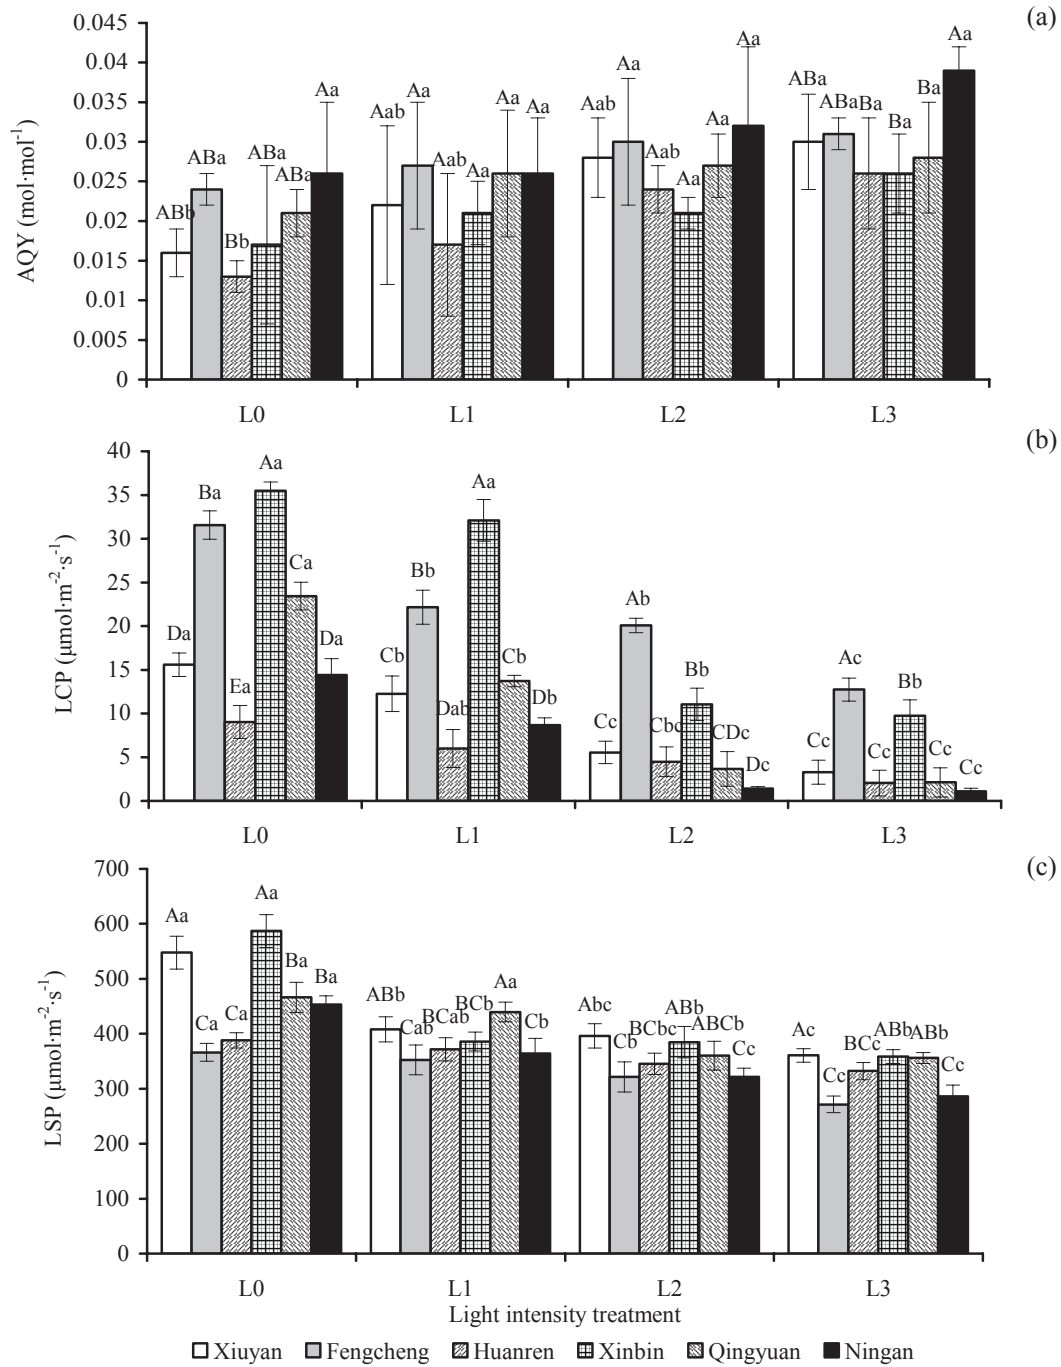 (a)
AQY (mol·mol⁻¹)
0.045
0.04
0.035
0.03
0.025
0.02
0.015
0.01
0.005
0
ABb ABa Bb ABa ABa Aa
Aab Aa Aab Aa Aa Aa
Aab Aa Aab Aa Aa Aa
ABa ABa Ba Ba Ba Aa
L0 L1 L2 L3
(b)
LCP (µmol·m⁻²·s⁻¹)
40
35
30
25
20
15
10
5
0
Da Ba Ea Aa Ca Da
Cb Bb Dab Aa Cb Db
Cc Ab Cbc Bb CDc Dc
Cc Ac Cc Bb Cc Cc
L0 L1 L2 L3
(c)
LSP (µmol·m⁻²·s⁻¹)
700
600
500
400
300
200
100
0
Aa Ca Ca Aa Ba Ba
ABb Cab BCab BCb Aa Cb
Abc Cb BCbc ABb ABCb Cc
Ac Cc BCc ABb ABb Cc
L0 L1 L2 L3
Light intensity treatment
Xiuyan Fengcheng Huanren Xinbin Qingyuan Ningan